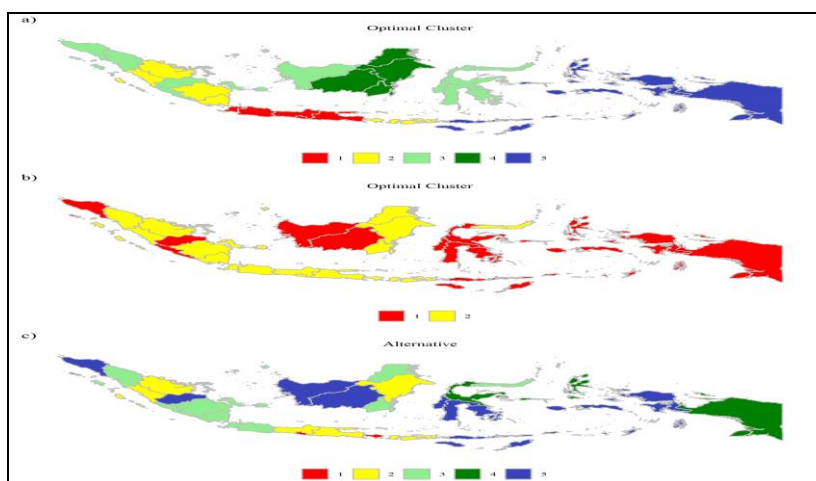 a)
Optimal Cluster
1 2 3 4 5
b)
Optimal Cluster
1 2
c)
Alternative
1 2 3 4 5